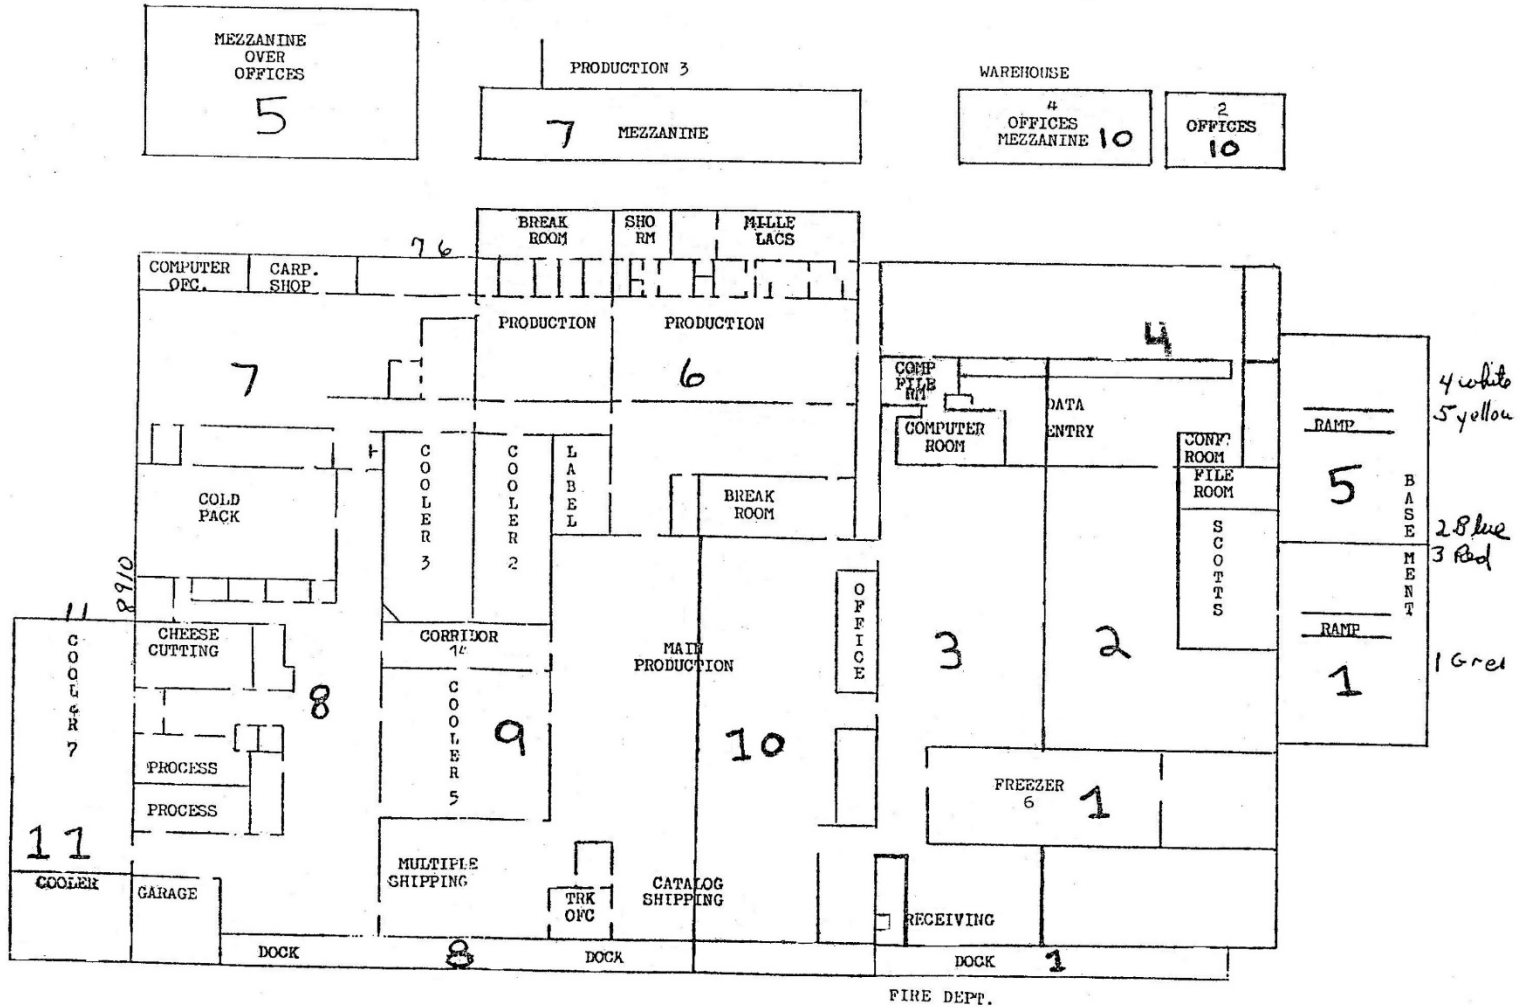 MEZZANINE
OVER
OFFICES
5
PRODUCTION 3
7 MEZZANINE
WAREHOUSE
4
OFFICES
MEZZANINE 10
2
OFFICES
10
7 6
BREAK
ROOM
SHO
RM
MILLE
LACS
COMPUTER
OFC.
CARP.
SHOP
PRODUCTION
PRODUCTION
7
6
4
COMP
FILE
RM
COMPUTER
ROOM
DATA
ENTRY
CONF.
ROOM
FILE
ROOM
SCOTTS
RAMP
5
BASEMENT
RAMP
1
4 white
5 yellow
2 Blue
3 Red
COLD
PACK
COOLER 3
COOLER 2
LABEL
BREAK
ROOM
8 9 10
11
COOLER 7
CHEESE
CUTTING
8
CORRIDOR
14
MAIN
PRODUCTION
OFFICE
3
2
COOLER 5
9
10
PROCESS
PROCESS
FREEZER
6
1
11
COOLER
GARAGE
MULTIPLE
SHIPPING
TRK
OFC
CATALOG
SHIPPING
RECEIVING
DOCK
8
DOCK
DOCK
1
FIRE DEPT.